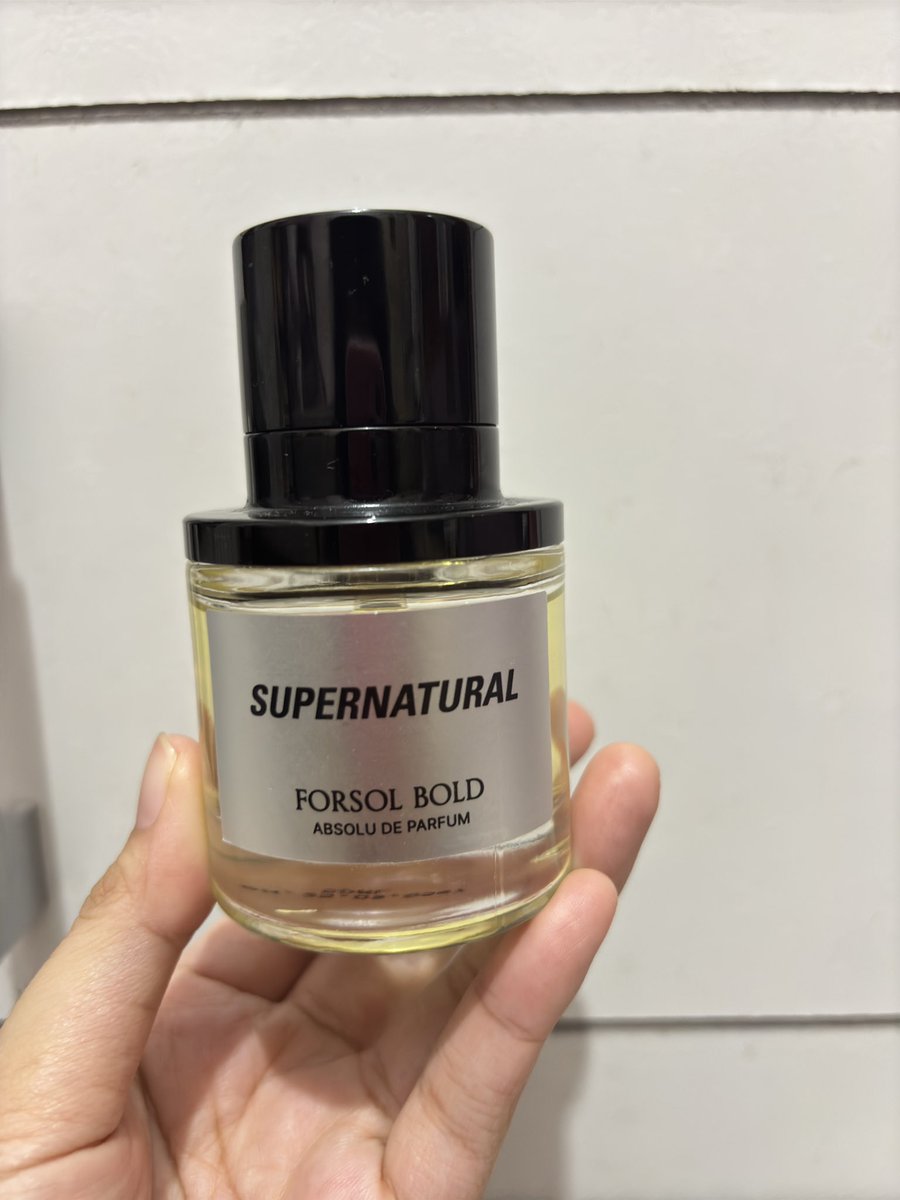 SUPERNATURAL
FORSOL BOLD
ABSOLU DE PARFUM